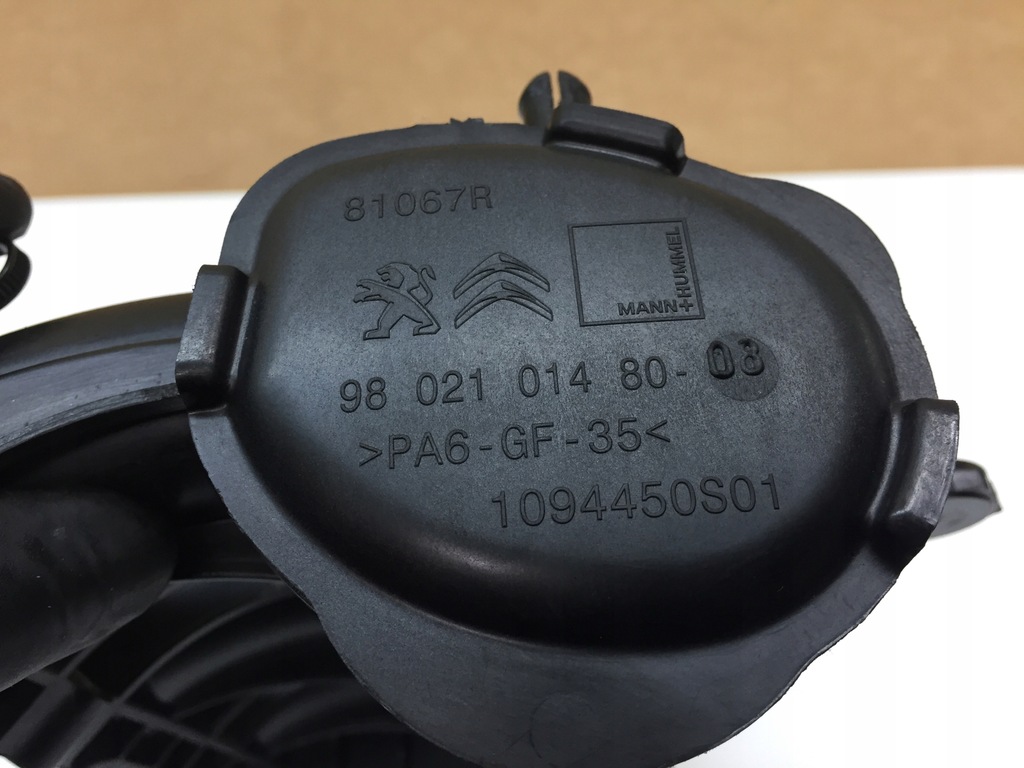 81067R
MANN+HUMMEL
98 021 014 80-03
>PA6-GF-35<
1094450S01